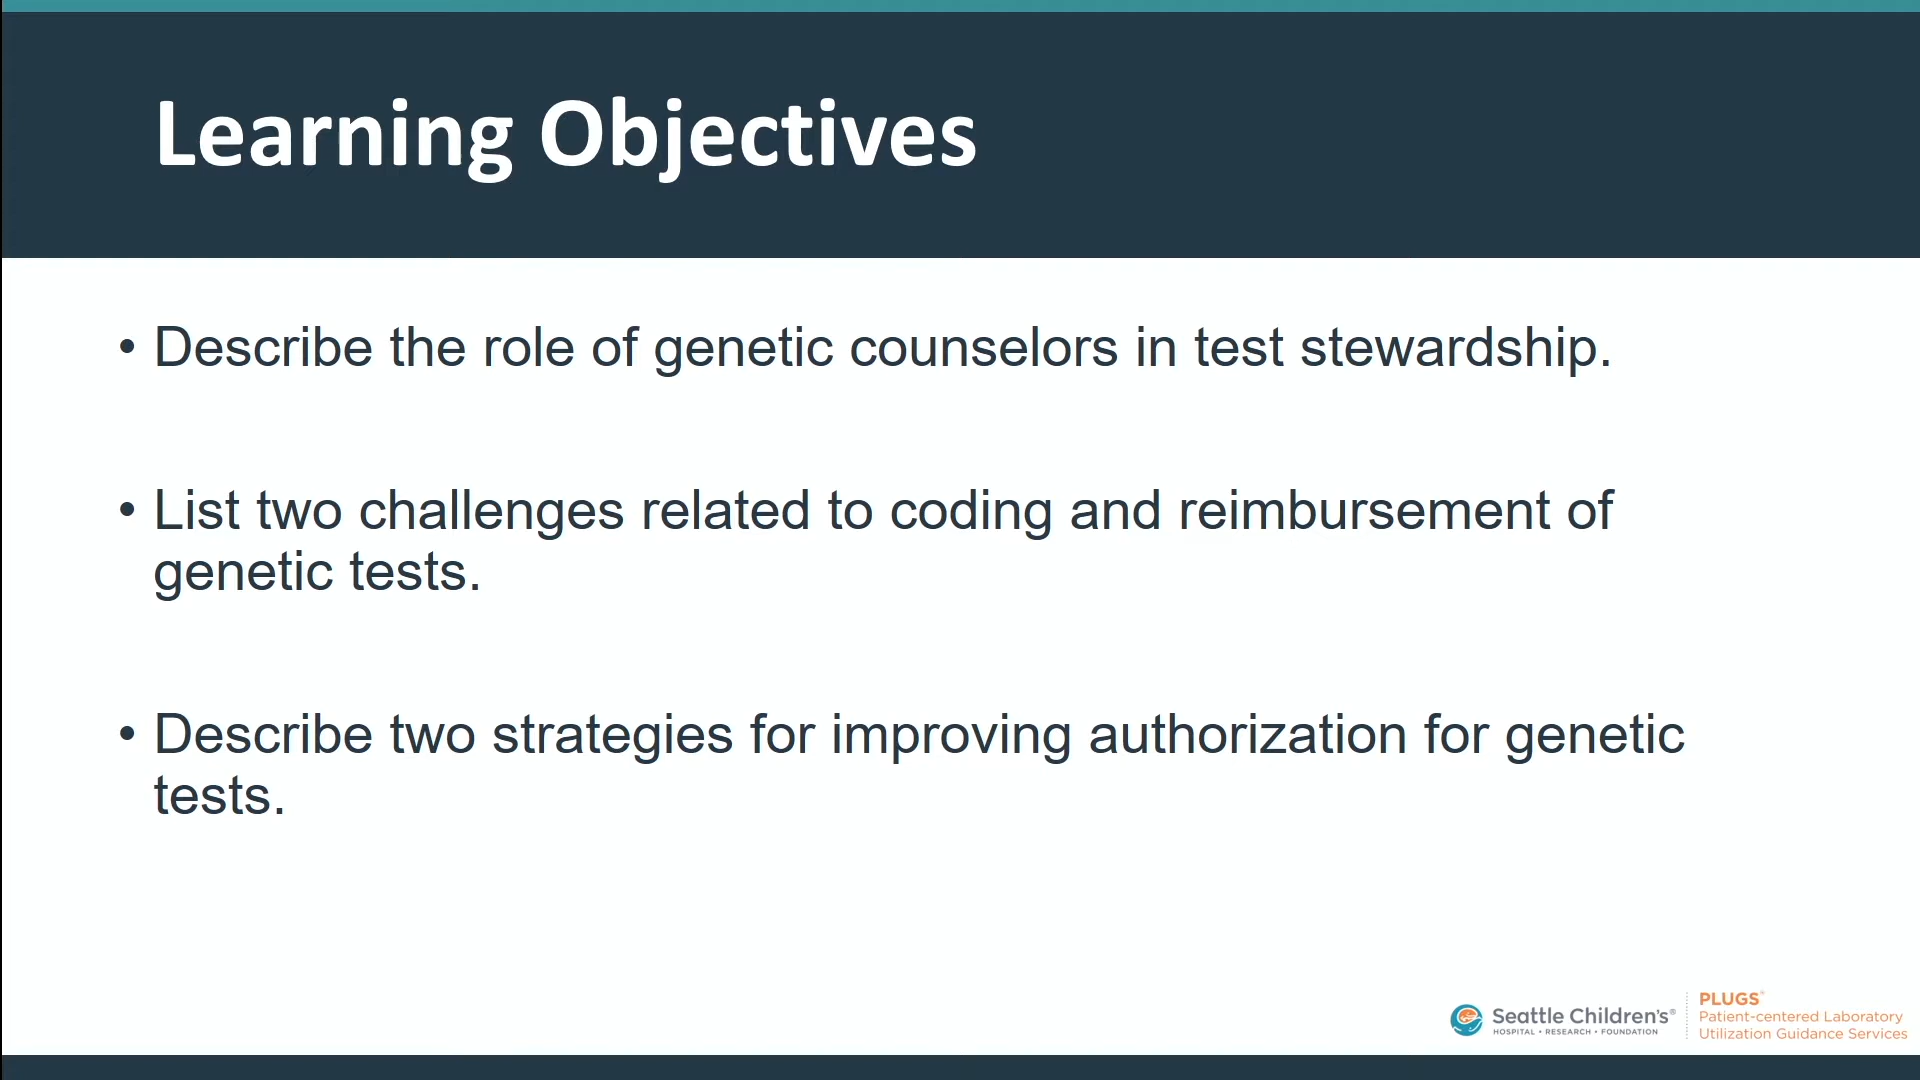 Learning Objectives
• Describe the role of genetic counselors in test stewardship.
• List two challenges related to coding and reimbursement of
genetic tests.
• Describe two strategies for improving authorization for genetic
tests.
Seattle Children's®
HOSPITAL • RESEARCH • FOUNDATION
PLUGS®
Patient-centered Laboratory
Utilization Guidance Services